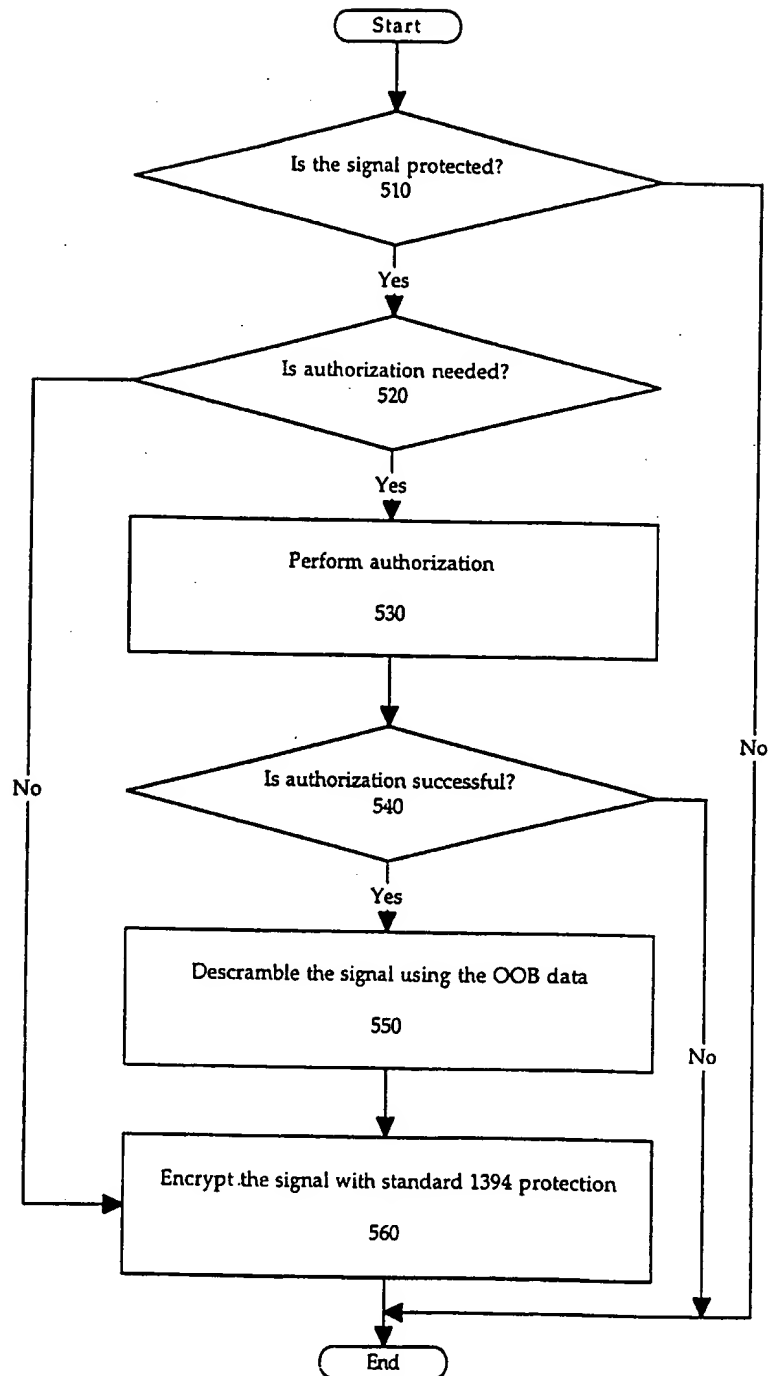 Start
Is the signal protected?
510
Yes
Is authorization needed?
520
Yes
Perform authorization
530
No
No
Is authorization successful?
540
Yes
Descramble the signal using the OOB data
550
No
Encrypt the signal with standard 1394 protection
560
End